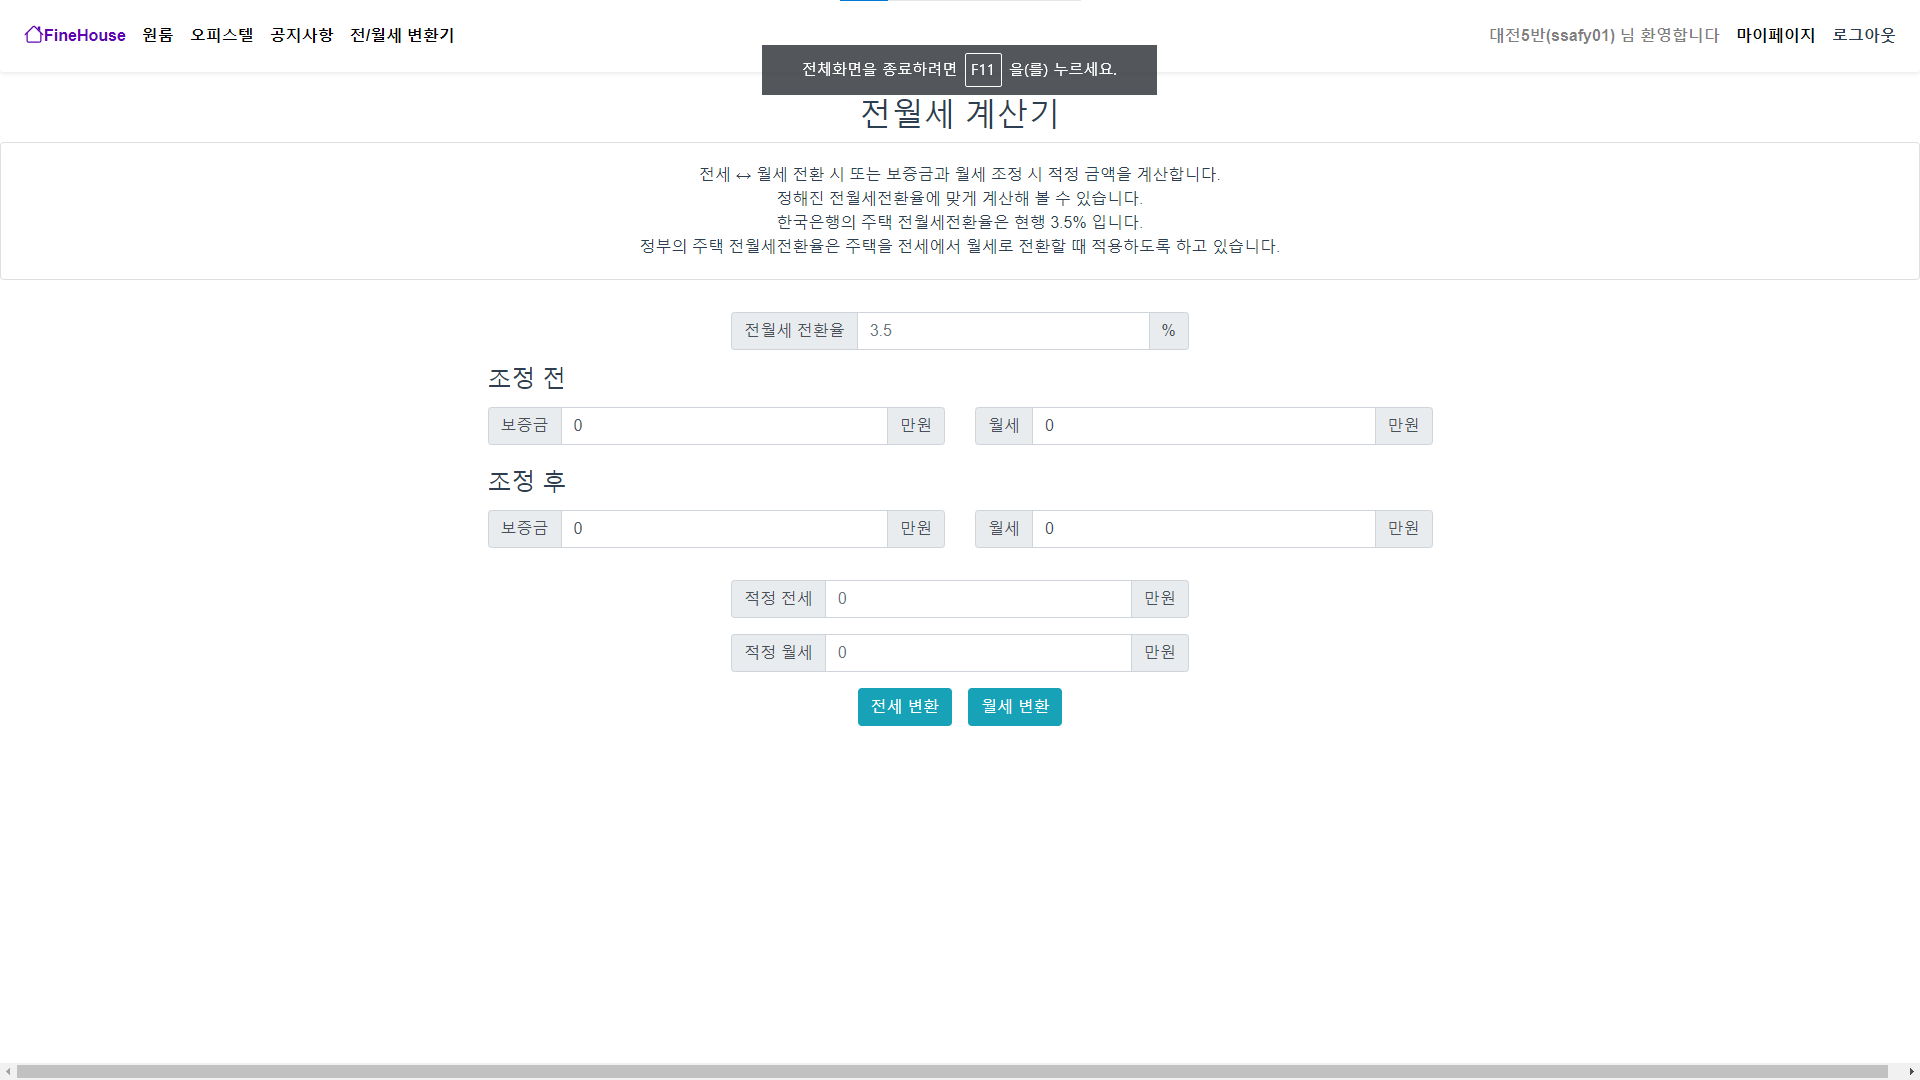 FineHouse 원룸 오피스텔 공지사항 전/월세 변환기 대전5반(ssafy01) 님 환영합니다 마이페이지 로그아웃
전체화면을 종료하려면 F11 을(를) 누르세요.
전월세 계산기
전세 ↔ 월세 전환 시 또는 보증금과 월세 조정 시 적정 금액을 계산합니다.
정해진 전월세전환율에 맞게 계산해 볼 수 있습니다.
한국은행의 주택 전월세전환율은 현행 3.5% 입니다.
정부의 주택 전월세전환율은 주택을 전세에서 월세로 전환할 때 적용하도록 하고 있습니다.
전월세 전환율 3.5 %
조정 전
보증금 0 만원 월세 0 만원
조정 후
보증금 0 만원 월세 0 만원
적정 전세 0 만원
적정 월세 0 만원
전세 변환 월세 변환